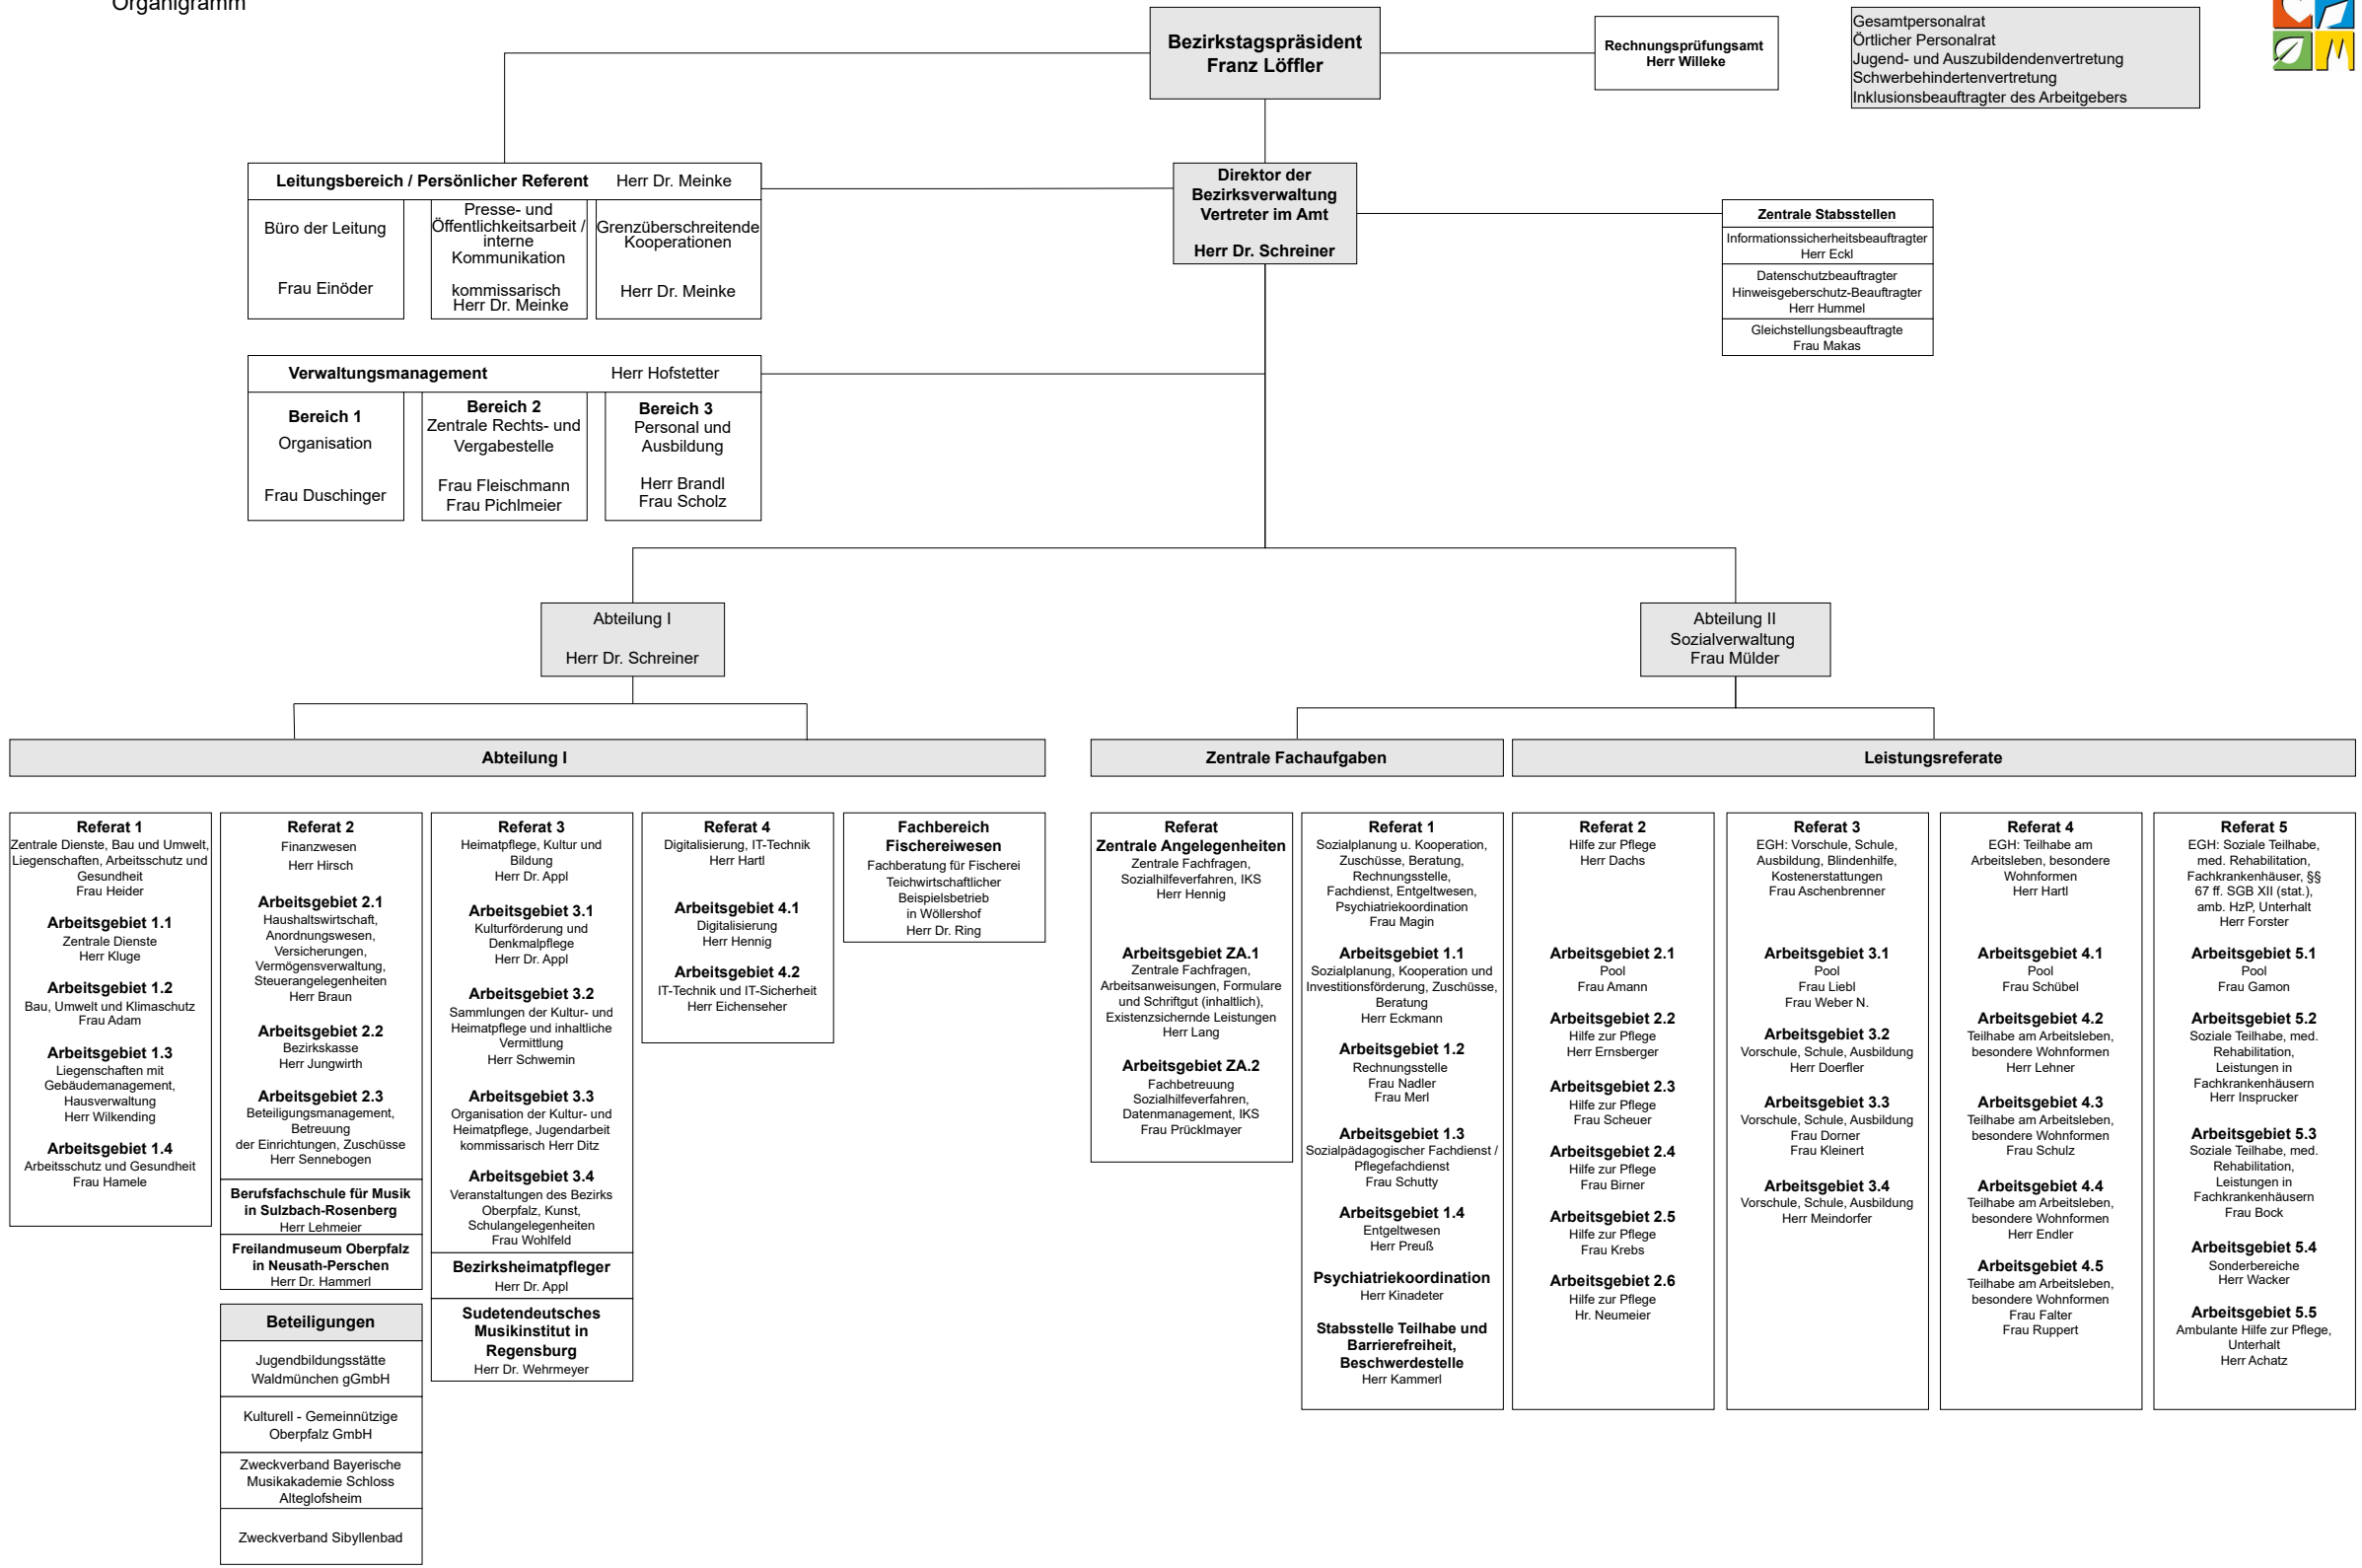 Organigramm
Bezirkstagspräsident
Franz Löffler
Rechnungsprüfungsamt
Herr Willeke
Gesamtpersonalrat
Örtlicher Personalrat
Jugend- und Auszubildendenvertretung
Schwerbehindertenvertretung
Inklusionsbeauftragter des Arbeitgebers
Leitungsbereich / Persönlicher Referent Herr Dr. Meinke
Büro der Leitung
Frau Einöder
Presse- und
Öffentlichkeitsarbeit /
interne
Kommunikation
kommissarisch
Herr Dr. Meinke
Grenzüberschreitende
Kooperationen
Herr Dr. Meinke
Direktor der
Bezirksverwaltung
Vertreter im Amt
Herr Dr. Schreiner
Zentrale Stabsstellen
Informationssicherheitsbeauftragter
Herr Eckl
Datenschutzbeauftragter
Hinweisgeberschutz-Beauftragter
Herr Hummel
Gleichstellungsbeauftragte
Frau Makas
Verwaltungsmanagement Herr Hofstetter
Bereich 1
Organisation
Frau Duschinger
Bereich 2
Zentrale Rechts- und
Vergabestelle
Frau Fleischmann
Frau Pichlmeier
Bereich 3
Personal und
Ausbildung
Herr Brandl
Frau Scholz
Abteilung I
Herr Dr. Schreiner
Abteilung II
Sozialverwaltung
Frau Mülder
Abteilung I
Zentrale Fachaufgaben
Leistungsreferate
Referat 1
Zentrale Dienste, Bau und Umwelt,
Liegenschaften, Arbeitsschutz und
Gesundheit
Frau Heider
Arbeitsgebiet 1.1
Zentrale Dienste
Herr Kluge
Arbeitsgebiet 1.2
Bau, Umwelt und Klimaschutz
Frau Adam
Arbeitsgebiet 1.3
Liegenschaften mit
Gebäudemanagement,
Hausverwaltung
Herr Wilkending
Arbeitsgebiet 1.4
Arbeitsschutz und Gesundheit
Frau Hamele
Referat 2
Finanzwesen
Herr Hirsch
Arbeitsgebiet 2.1
Haushaltswirtschaft,
Anordnungswesen,
Versicherungen,
Vermögensverwaltung,
Steuerangelegenheiten
Herr Braun
Arbeitsgebiet 2.2
Bezirkskasse
Herr Jungwirth
Arbeitsgebiet 2.3
Beteiligungsmanagement,
Betreuung
der Einrichtungen, Zuschüsse
Herr Sennebogen
Berufsfachschule für Musik
in Sulzbach-Rosenberg
Herr Lehmeier
Freilandmuseum Oberpfalz
in Neusath-Perschen
Herr Dr. Hammerl
Beteiligungen
Jugendbildungsstätte
Waldmünchen gGmbH
Kulturell - Gemeinnützige
Oberpfalz GmbH
Zweckverband Bayerische
Musikakademie Schloss
Alteglofsheim
Zweckverband Sibyllenbad
Referat 3
Heimatpflege, Kultur und
Bildung
Herr Dr. Appl
Arbeitsgebiet 3.1
Kulturförderung und
Denkmalpflege
Herr Dr. Appl
Arbeitsgebiet 3.2
Sammlungen der Kultur- und
Heimatpflege und inhaltliche
Vermittlung
Herr Schwemin
Arbeitsgebiet 3.3
Organisation der Kultur- und
Heimatpflege, Jugendarbeit
kommissarisch Herr Ditz
Arbeitsgebiet 3.4
Veranstaltungen des Bezirks
Oberpfalz, Kunst,
Schulangelegenheiten
Frau Wohlfeld
Bezirksheimatpfleger
Herr Dr. Appl
Sudetendeutsches
Musikinstitut in
Regensburg
Herr Dr. Wehrmeyer
Referat 4
Digitalisierung, IT-Technik
Herr Hartl
Arbeitsgebiet 4.1
Digitalisierung
Herr Hennig
Arbeitsgebiet 4.2
IT-Technik und IT-Sicherheit
Herr Eichenseher
Fachbereich
Fischereiwesen
Fachberatung für Fischerei
Teichwirtschaftlicher
Beispielsbetrieb
in Wöllershof
Herr Dr. Ring
Referat
Zentrale Angelegenheiten
Zentrale Fachfragen,
Sozialhilfeverfahren, IKS
Herr Hennig
Arbeitsgebiet ZA.1
Zentrale Fachfragen,
Arbeitsanweisungen, Formulare
und Schriftgut (inhaltlich),
Existenzsichernde Leistungen
Herr Lang
Arbeitsgebiet ZA.2
Fachbetreuung
Sozialhilfeverfahren,
Datenmanagement, IKS
Frau Prücklmayer
Referat 1
Sozialplanung u. Kooperation,
Zuschüsse, Beratung,
Rechnungsstelle,
Fachdienst, Entgeltwesen,
Psychiatriekoordination
Frau Magin
Arbeitsgebiet 1.1
Sozialplanung, Kooperation und
Investitionsförderung, Zuschüsse,
Beratung
Herr Eckmann
Arbeitsgebiet 1.2
Rechnungsstelle
Frau Nadler
Frau Merl
Arbeitsgebiet 1.3
Sozialpädagogischer Fachdienst /
Pflegefachdienst
Frau Schutty
Arbeitsgebiet 1.4
Entgeltwesen
Herr Preuß
Psychiatriekoordination
Herr Kinadeter
Stabsstelle Teilhabe und
Barrierefreiheit,
Beschwerdestelle
Herr Kammerl
Referat 2
Hilfe zur Pflege
Herr Dachs
Arbeitsgebiet 2.1
Pool
Frau Amann
Arbeitsgebiet 2.2
Hilfe zur Pflege
Herr Ernsberger
Arbeitsgebiet 2.3
Hilfe zur Pflege
Frau Scheuer
Arbeitsgebiet 2.4
Hilfe zur Pflege
Frau Birner
Arbeitsgebiet 2.5
Hilfe zur Pflege
Frau Krebs
Arbeitsgebiet 2.6
Hilfe zur Pflege
Hr. Neumeier
Referat 3
EGH: Vorschule, Schule,
Ausbildung, Blindenhilfe,
Kostenerstattungen
Frau Aschenbrenner
Arbeitsgebiet 3.1
Pool
Frau Liebl
Frau Weber N.
Arbeitsgebiet 3.2
Vorschule, Schule, Ausbildung
Herr Doerfler
Arbeitsgebiet 3.3
Vorschule, Schule, Ausbildung
Frau Dorner
Frau Kleinert
Arbeitsgebiet 3.4
Vorschule, Schule, Ausbildung
Herr Meindorfer
Referat 4
EGH: Teilhabe am
Arbeitsleben, besondere
Wohnformen
Herr Hartl
Arbeitsgebiet 4.1
Pool
Frau Schübel
Arbeitsgebiet 4.2
Teilhabe am Arbeitsleben,
besondere Wohnformen
Herr Lehner
Arbeitsgebiet 4.3
Teilhabe am Arbeitsleben,
besondere Wohnformen
Frau Schulz
Arbeitsgebiet 4.4
Teilhabe am Arbeitsleben,
besondere Wohnformen
Herr Endler
Arbeitsgebiet 4.5
Teilhabe am Arbeitsleben,
besondere Wohnformen
Frau Falter
Frau Ruppert
Referat 5
EGH: Soziale Teilhabe,
med. Rehabilitation,
Fachkrankenhäuser, §§
67 ff. SGB XII (stat.),
amb. HzP, Unterhalt
Herr Forster
Arbeitsgebiet 5.1
Pool
Frau Gamon
Arbeitsgebiet 5.2
Soziale Teilhabe, med.
Rehabilitation,
Leistungen in
Fachkrankenhäusern
Herr Insprucker
Arbeitsgebiet 5.3
Soziale Teilhabe, med.
Rehabilitation,
Leistungen in
Fachkrankenhäusern
Frau Bock
Arbeitsgebiet 5.4
Sonderbereiche
Herr Wacker
Arbeitsgebiet 5.5
Ambulante Hilfe zur Pflege,
Unterhalt
Herr Achatz